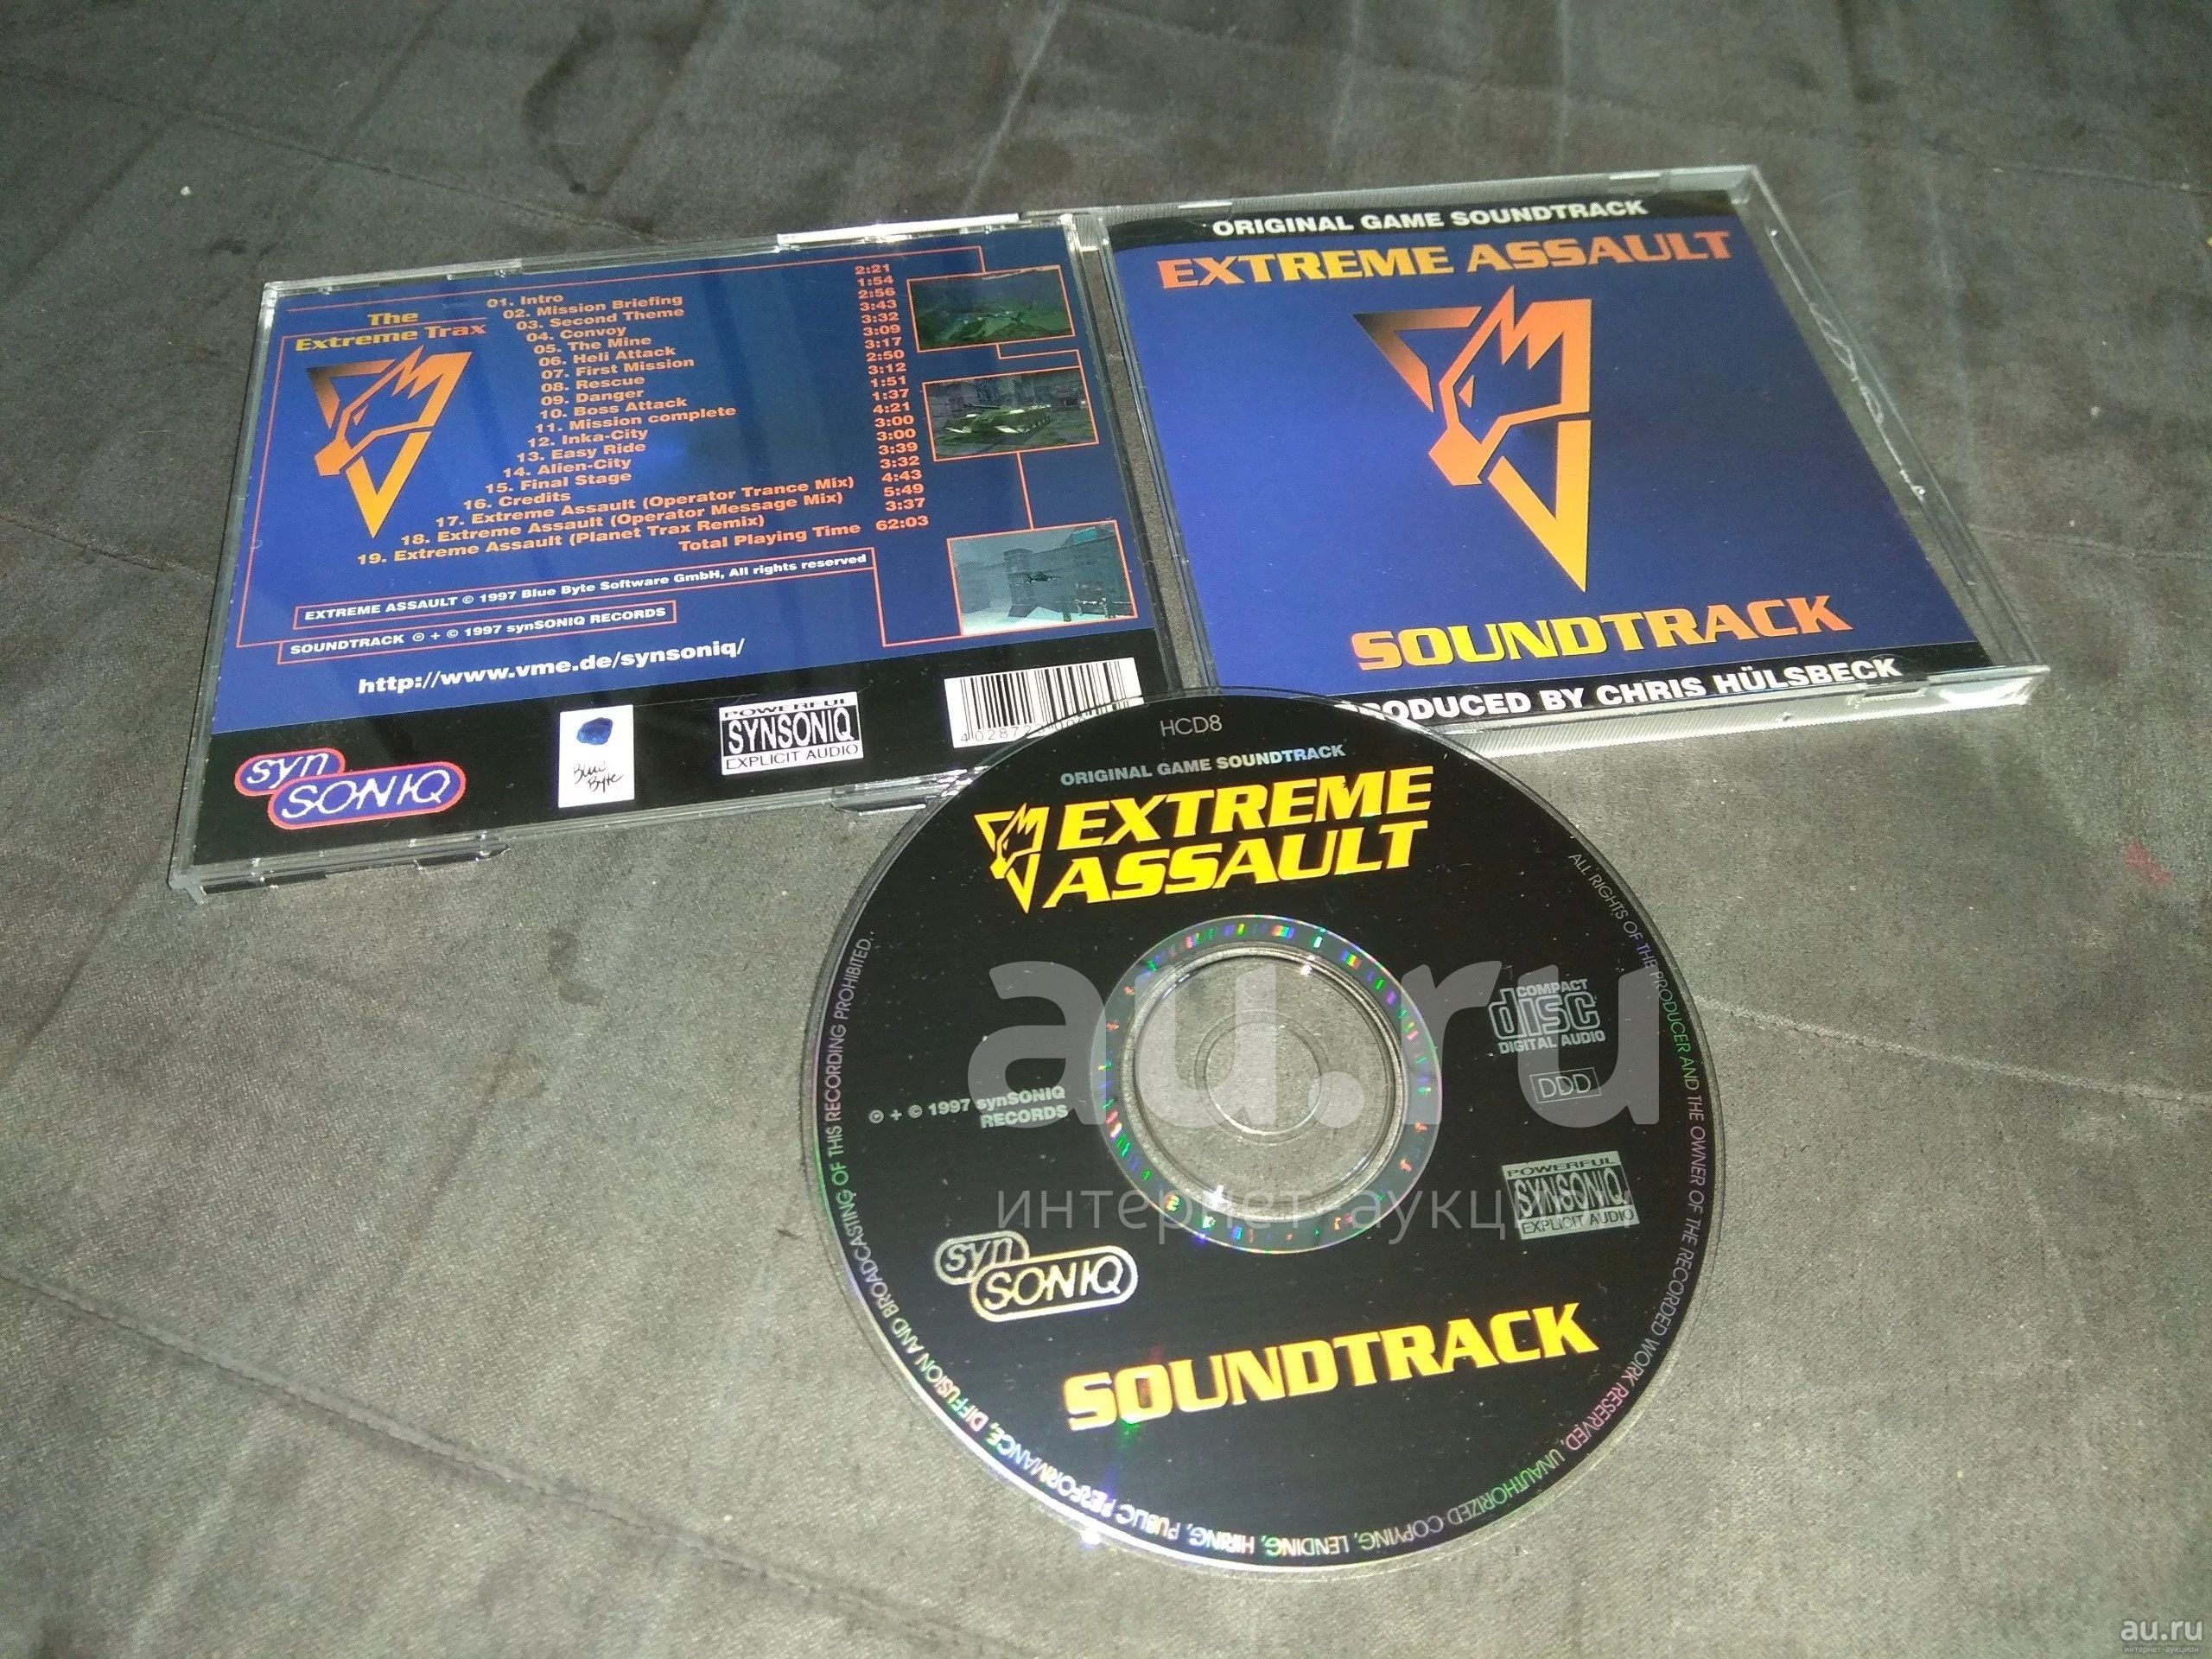 The
Extreme Trax
01. Intro 2:21
02. Mission Briefing 1:54
03. Second Theme 2:56
04. Convoy 3:43
05. The Mine 3:32
06. Heli Attack 3:09
07. First Mission 3:17
08. Rescue 2:50
09. Danger 3:12
10. Boss Attack 1:51
11. Mission complete 1:37
12. Inka-City 4:21
13. Easy Ride 3:00
14. Alien-City 3:00
15. Final Stage 3:39
16. Credits 3:32
17. Extreme Assault (Operator Trance Mix) 4:43
18. Extreme Assault (Operator Message Mix) 5:49
19. Extreme Assault (Planet Trax Remix) 3:37
Total Playing Time 62:03
EXTREME ASSAULT © 1997 Blue Byte Software GmbH, All rights reserved
SOUNDTRACK ℗ + © 1997 synSONIQ RECORDS
http://www.vme.de/synsoniq/
syn
SONIQ
Blue
Byte
POWERFUL
SYNSONIQ
EXPLICIT AUDIO
ORIGINAL GAME SOUNDTRACK
EXTREME ASSAULT
SOUNDTRACK
PRODUCED BY CHRIS HÜLSBECK
HCD8
ORIGINAL GAME SOUNDTRACK
EXTREME
ASSAULT
COMPACT
disc
DIGITAL AUDIO
DDD
℗ + © 1997 synSONIQ
RECORDS
POWERFUL
SYNSONIQ
EXPLICIT AUDIO
syn
SONIQ
SOUNDTRACK
ALL RIGHTS OF THE PRODUCER AND THE OWNER OF THE RECORDED WORK RESERVED. UNAUTHORIZED COPYING, LENDING, HIRING, PUBLIC PERFORMANCE, DIFFUSION AND BROADCASTING OF THIS RECORDING PROHIBITED.
au.ru
интернет-аукцион
au.ru
интернет-аукцион